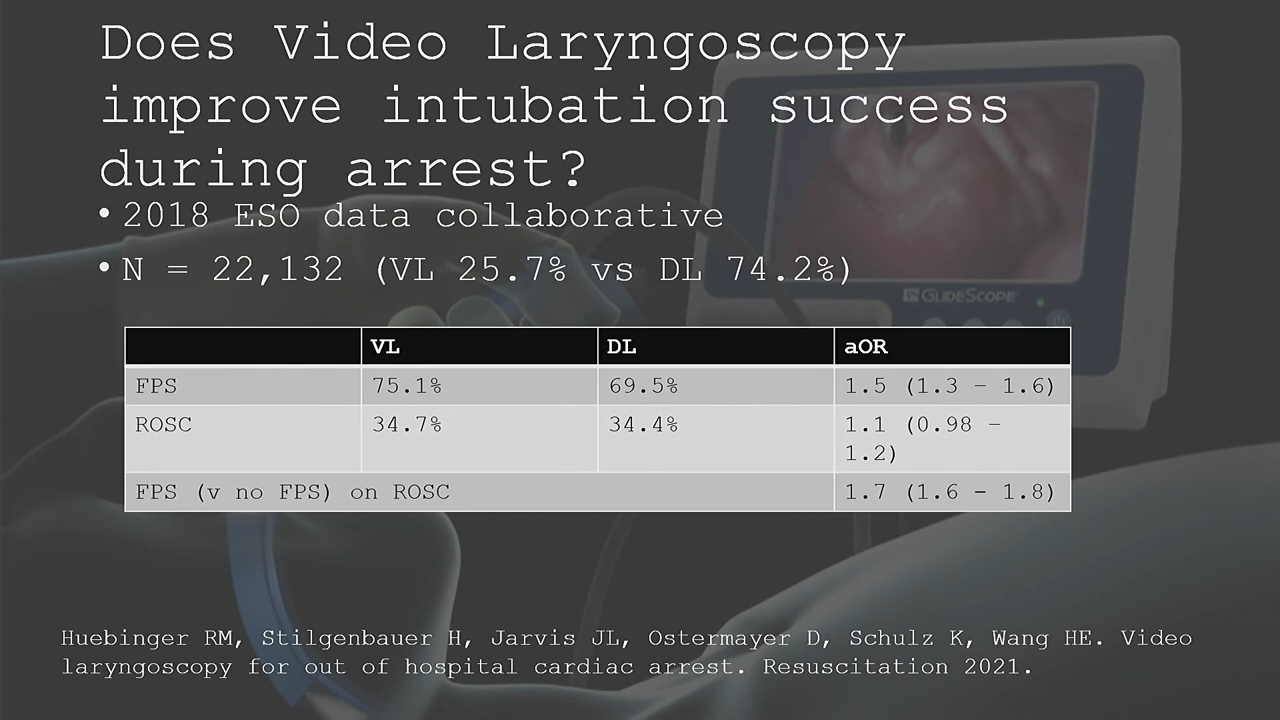 Does Video Laryngoscopy
improve intubation success
during arrest?
• 2018 ESO data collaborative
• N = 22,132 (VL 25.7% vs DL 74.2%)
GLIDESCOPE
VL DL aOR
FPS 75.1% 69.5% 1.5 (1.3 – 1.6)
ROSC 34.7% 34.4% 1.1 (0.98 –
1.2)
FPS (v no FPS) on ROSC 1.7 (1.6 - 1.8)
Huebinger RM, Stilgenbauer H, Jarvis JL, Ostermayer D, Schulz K, Wang HE. Video
laryngoscopy for out of hospital cardiac arrest. Resuscitation 2021.